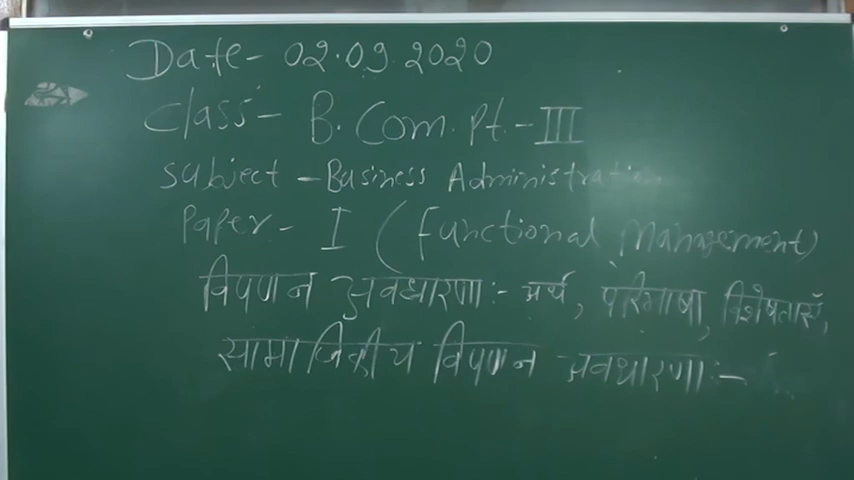 Date- 02.09.2020
Class- B. Com. Pt.-III
Subject -Business Administration
Paper- I (Functional Management)
विपणन अवधारणा:- अर्थ, परिभाषा, विशेषताएँ,
सामाजिकीय विपणन अवधारणा:-